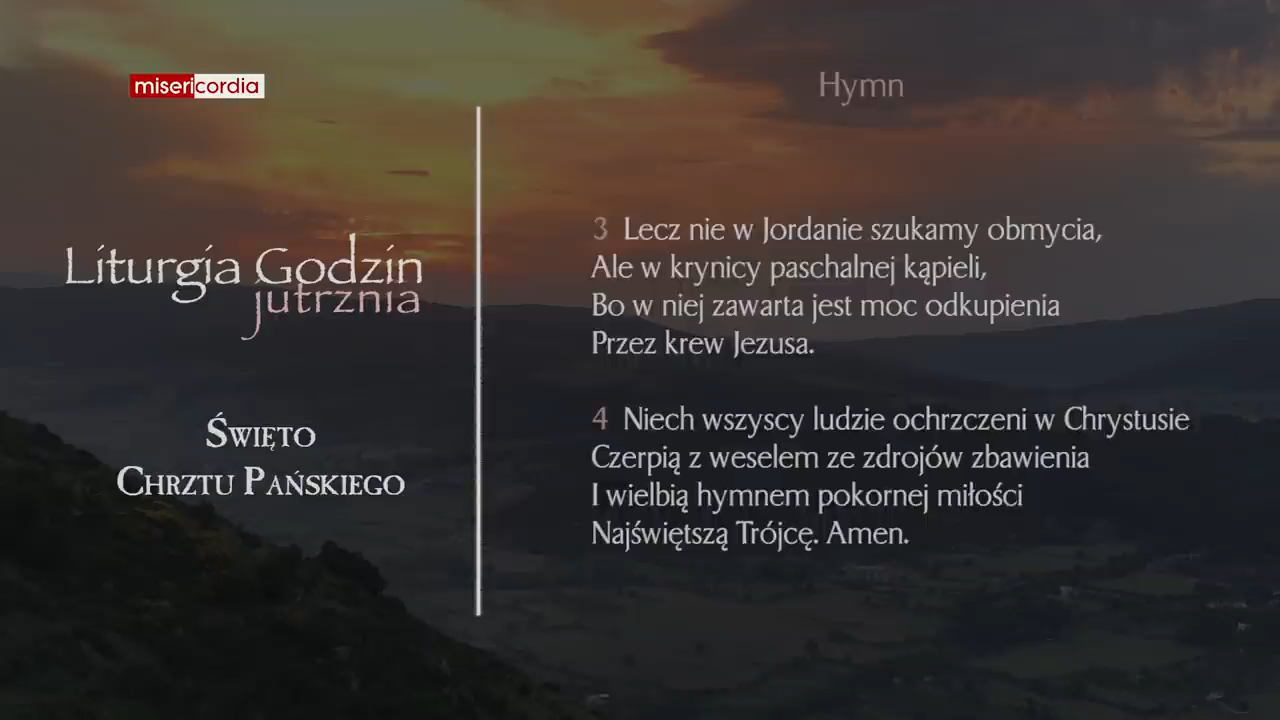 misericordia
Liturgia Godzin
jutrznia
Święto
Chrztu Pańskiego
Hymn
3 Lecz nie w Jordanie szukamy obmycia,
Ale w krynicy paschalnej kąpieli,
Bo w niej zawarta jest moc odkupienia
Przez krew Jezusa.
4 Niech wszyscy ludzie ochrzczeni w Chrystusie
Czerpią z weselem ze zdrojów zbawienia
I wielbią hymnem pokornej miłości
Najświętszą Trójcę. Amen.